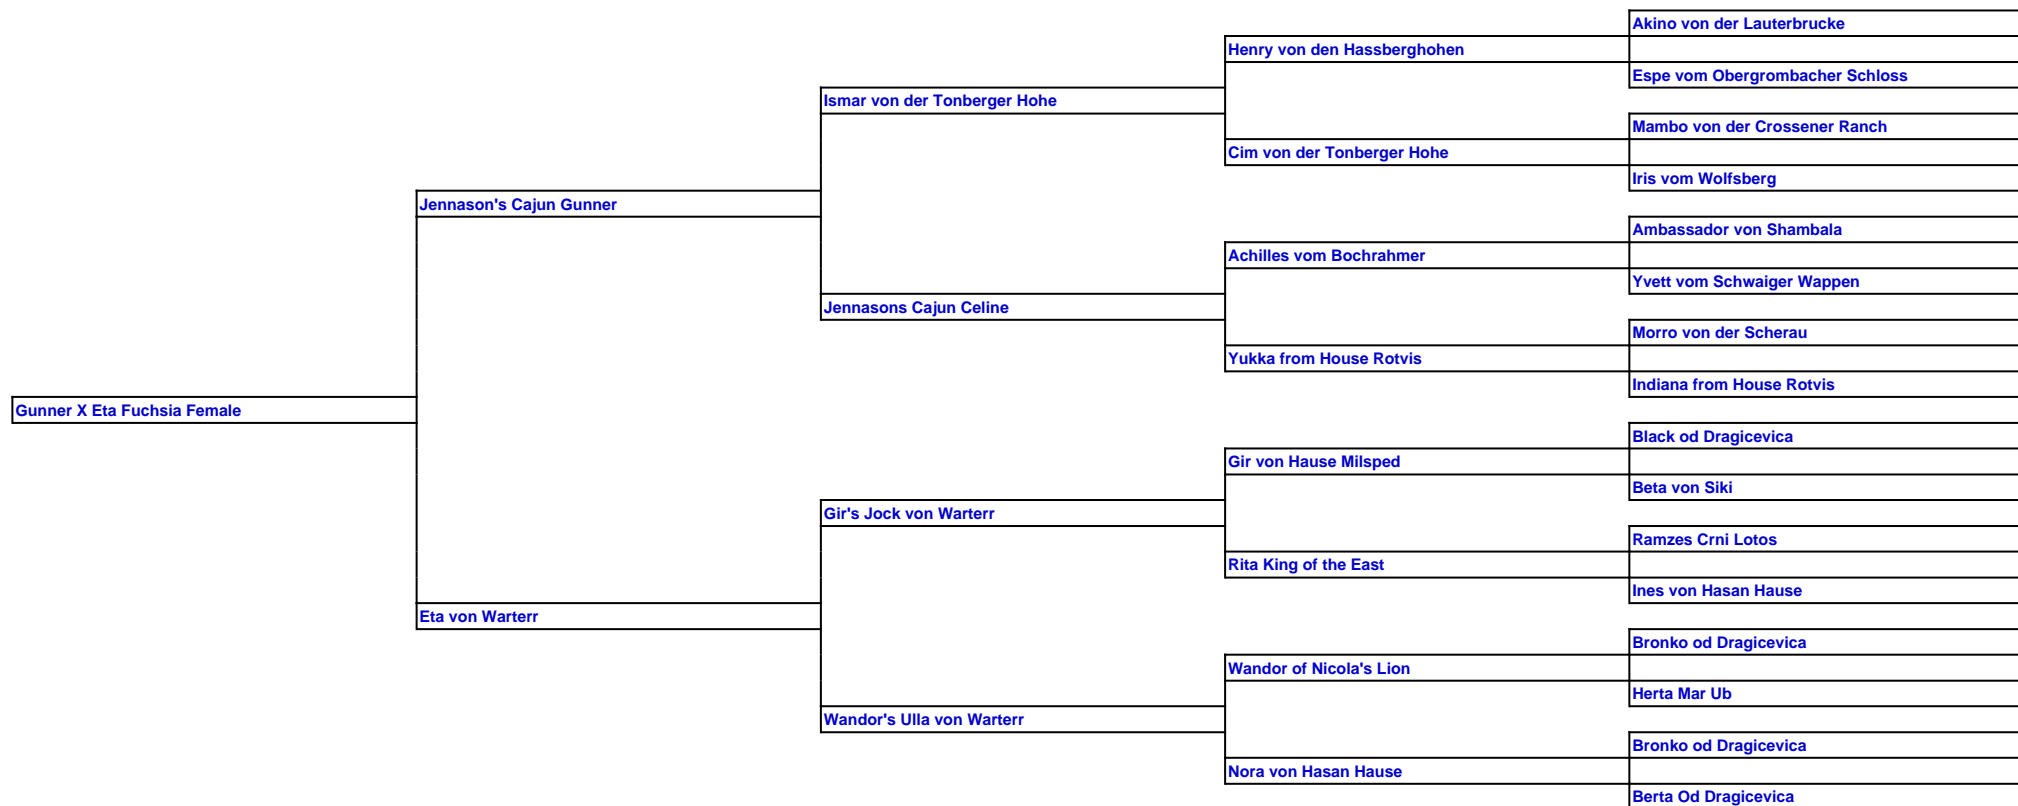 Akino von der Lauterbrucke
Henry von den Hassberghohen
Espe vom Obergrombacher Schloss
Ismar von der Tonberger Hohe
Mambo von der Crossener Ranch
Cim von der Tonberger Hohe
Iris vom Wolfsberg
Jennason's Cajun Gunner
Ambassador von Shambala
Achilles vom Bochrahmer
Yvett vom Schwaiger Wappen
Jennasons Cajun Celine
Morro von der Scherau
Yukka from House Rotvis
Indiana from House Rotvis
Gunner X Eta Fuchsia Female
Black od Dragicevica
Gir von Hause Milsped
Beta von Siki
Gir's Jock von Warterr
Ramzes Crni Lotos
Rita King of the East
Ines von Hasan Hause
Eta von Warterr
Bronko od Dragicevica
Wandor of Nicola's Lion
Herta Mar Ub
Wandor's Ulla von Warterr
Bronko od Dragicevica
Nora von Hasan Hause
Berta Od Dragicevica